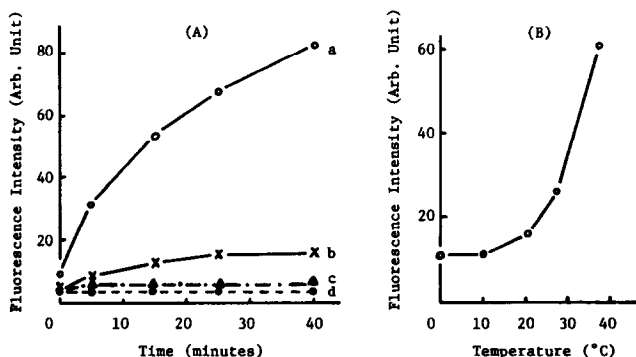 (A)
Fluorescence Intensity (Arb. Unit)
80
60
40
20
0
10
20
30
40
Time (minutes)
a
b
c
d
(B)
Fluorescence Intensity (Arb. Unit)
60
40
20
0
10
20
30
40
Temperature (°C)